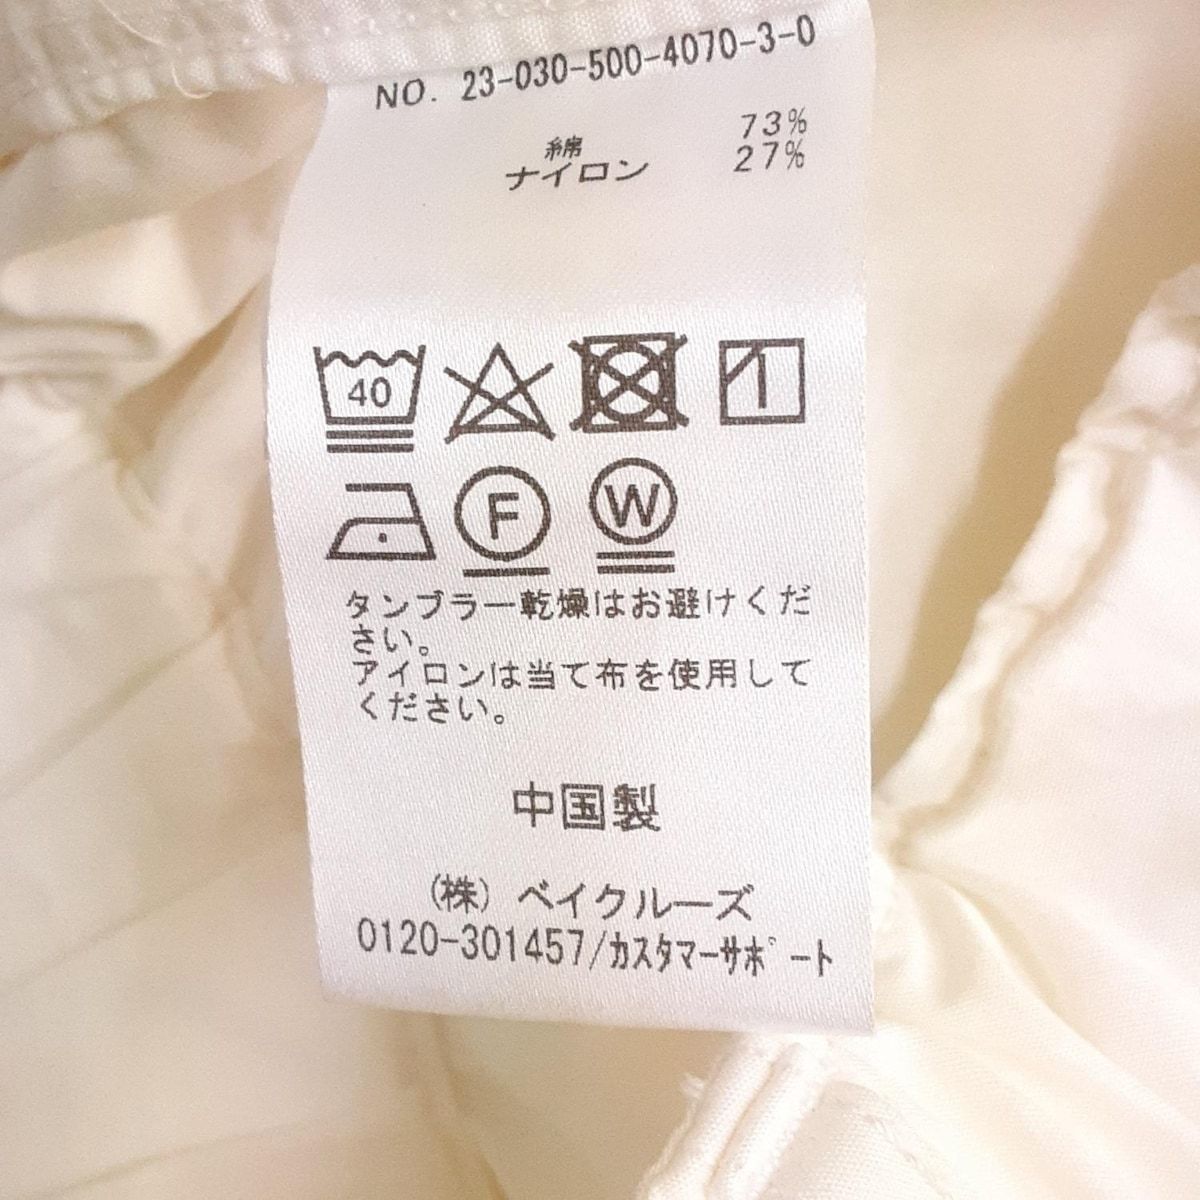 NO. 23-030-500-4070-3-0
綿 73%
ナイロン 27%
40
F
W
タンブラー乾燥はお避けくだ
さい。
アイロンは当て布を使用して
ください。
中国製
(株) ベイクルーズ
0120-301457/カスタマーサポート